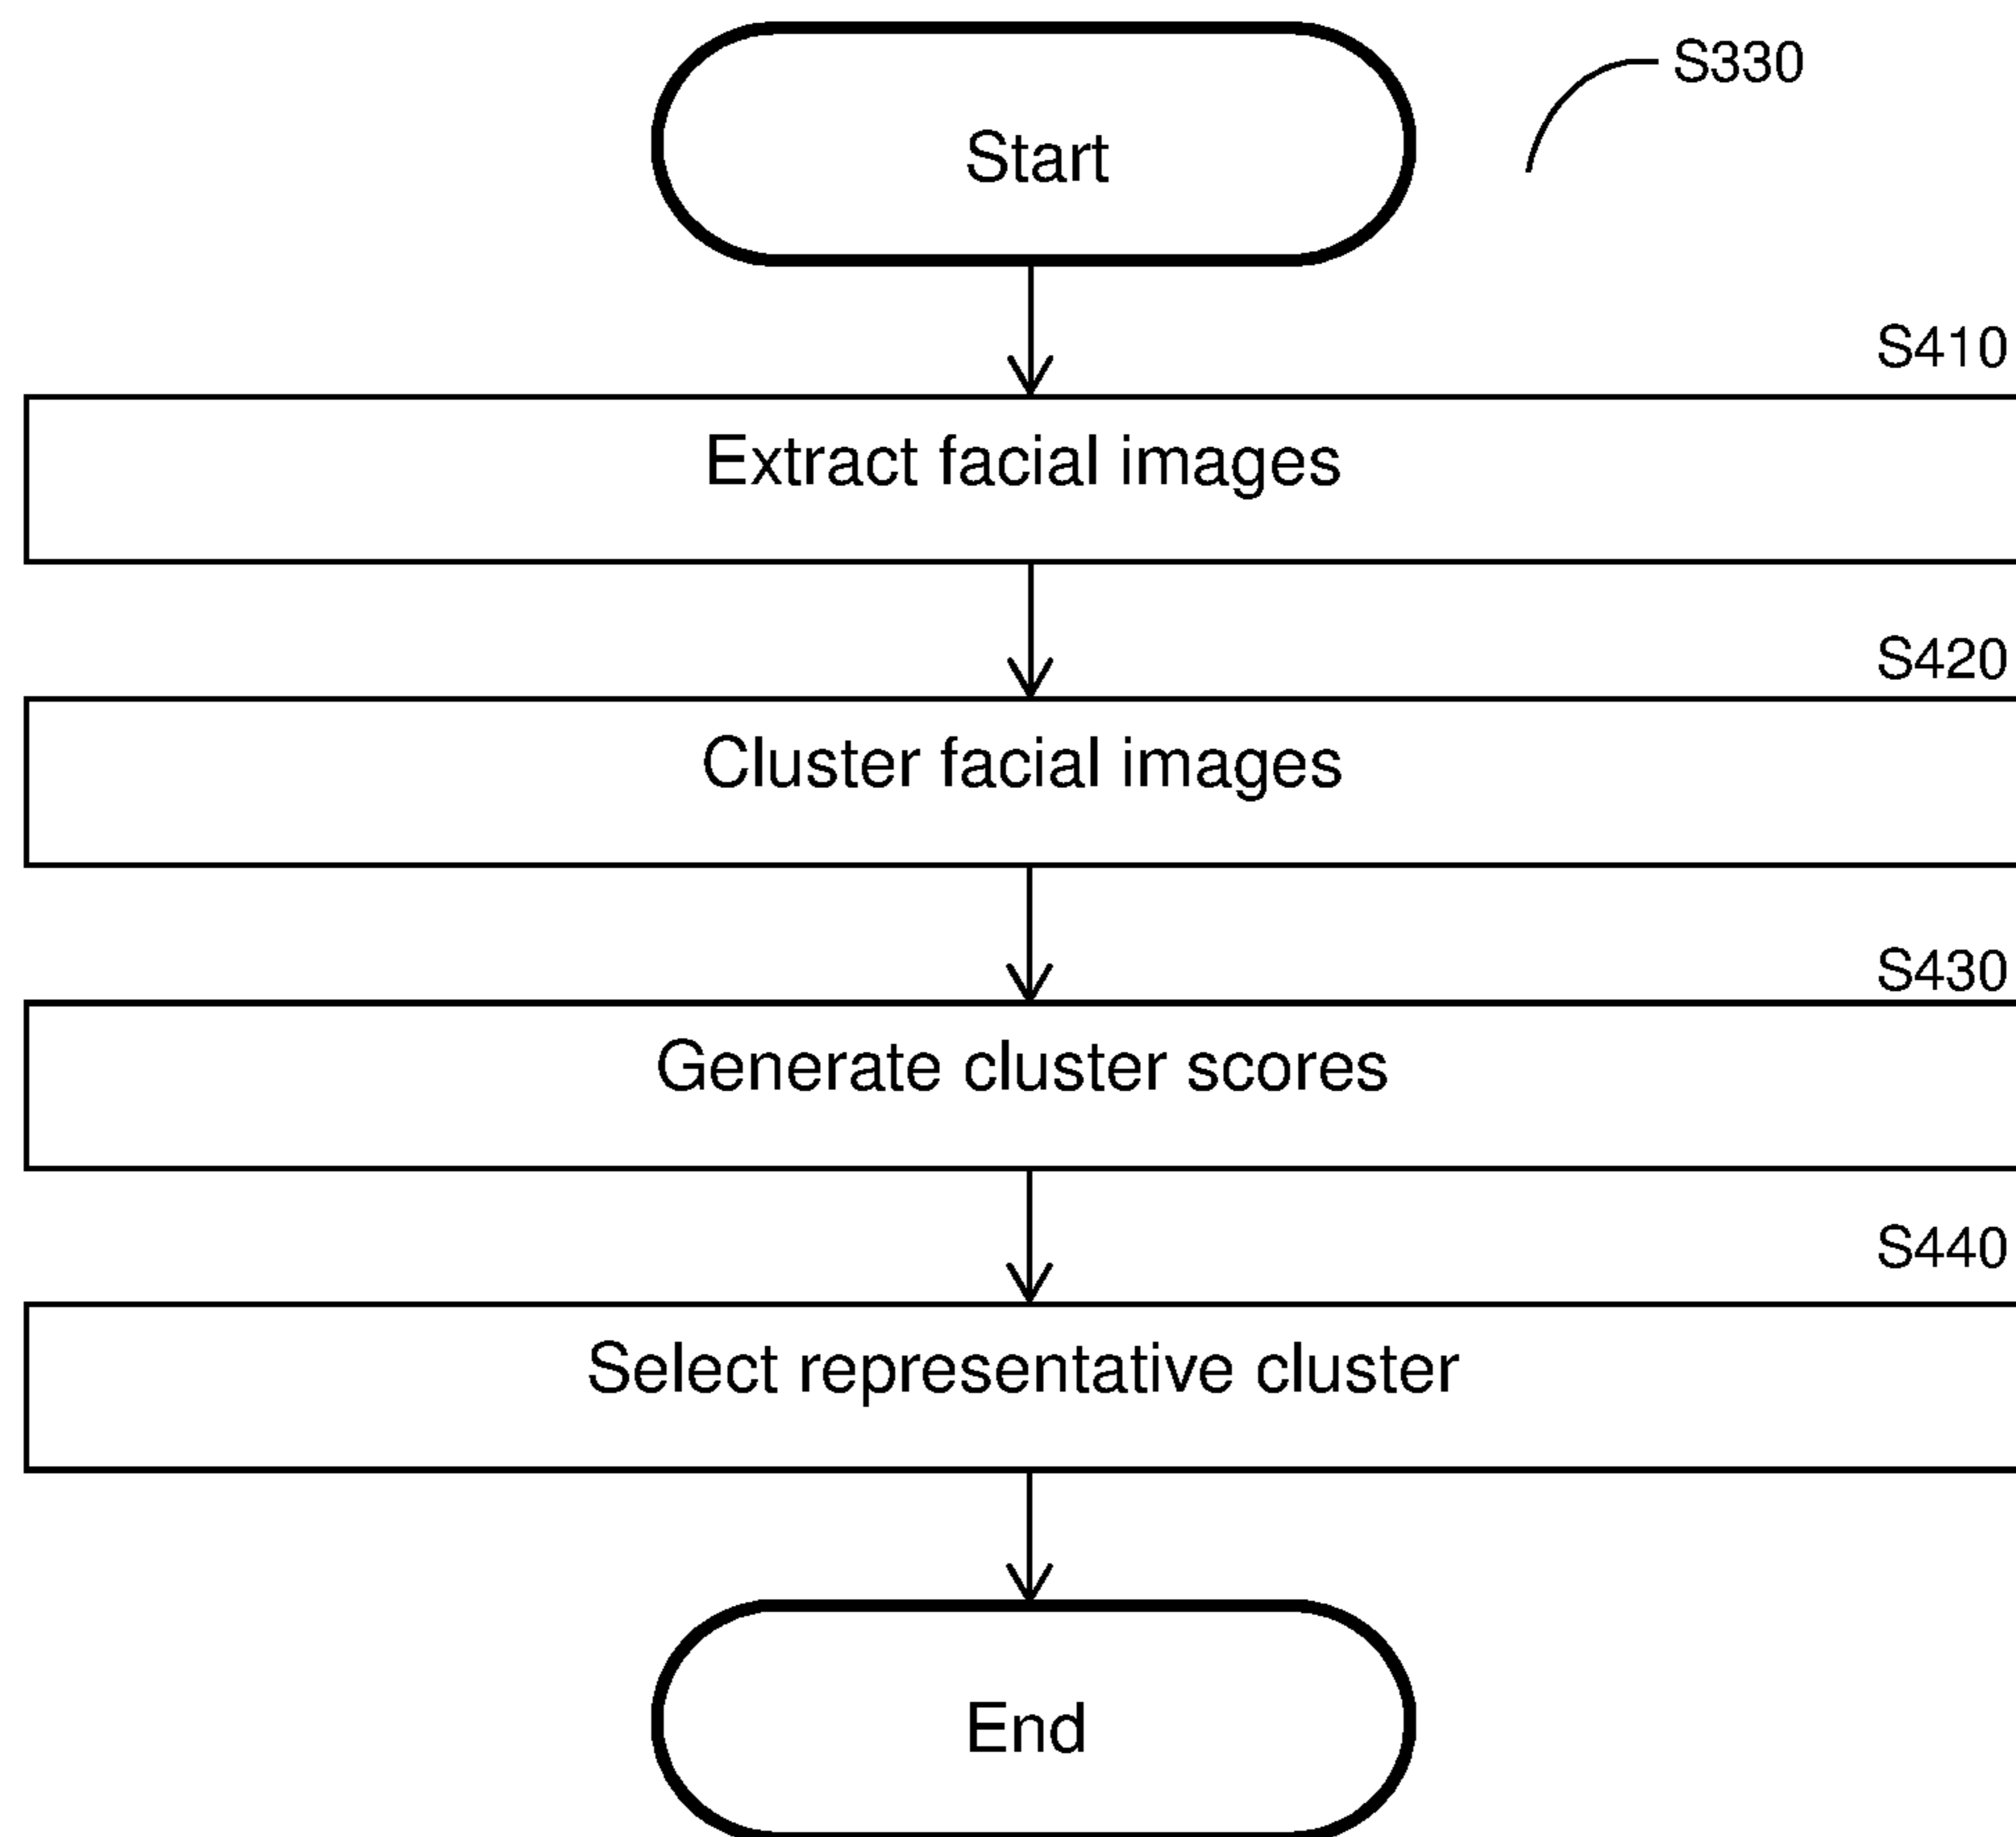 Start
S330
S410
Extract facial images
S420
Cluster facial images
S430
Generate cluster scores
S440
Select representative cluster
End